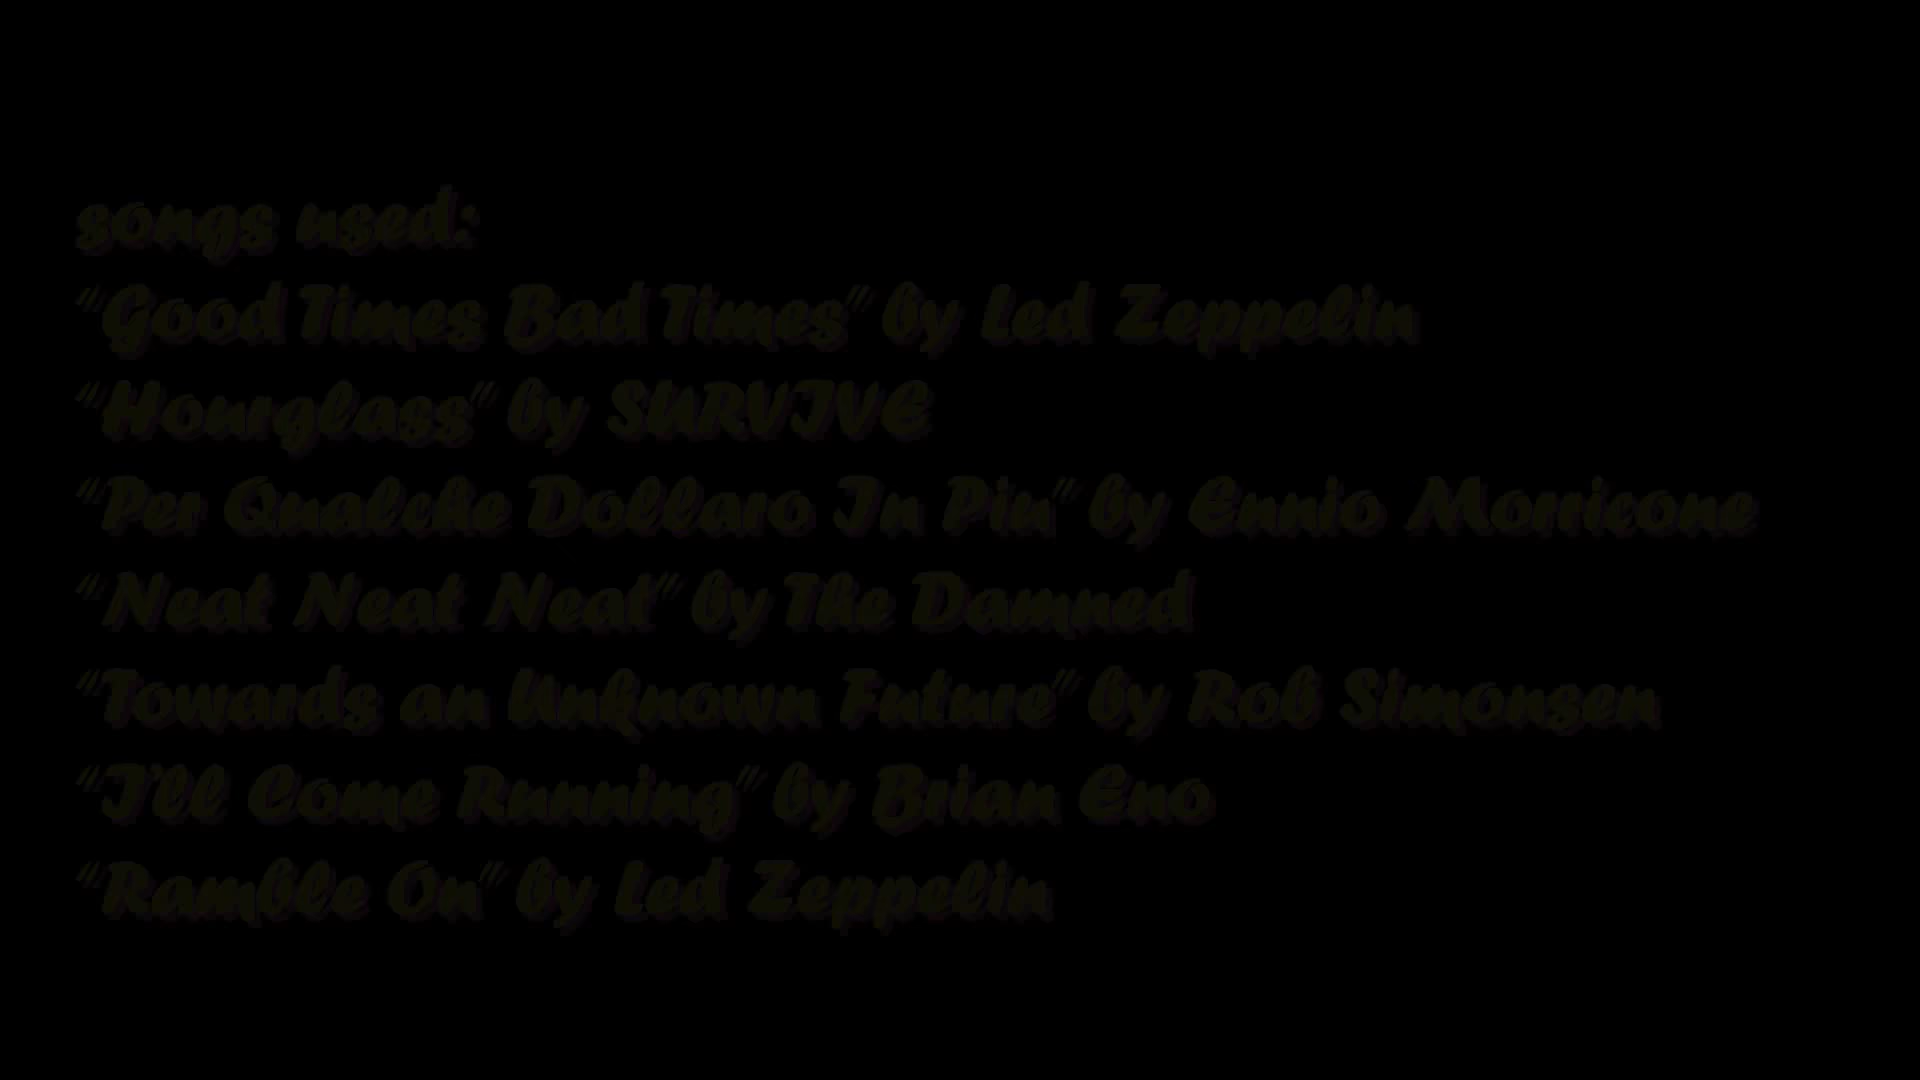 songs used:
"Good Times Bad Times" by Led Zeppelin
"Hourglass" by SURVIVE
"Per Qualche Dollaro In Piu" by Ennio Morricone
"Neat Neat Neat" by The Damned
"Towards an Unknown Future" by Rob Simonsen
"I'll Come Running" by Brian Eno
"Ramble On" by Led Zeppelin